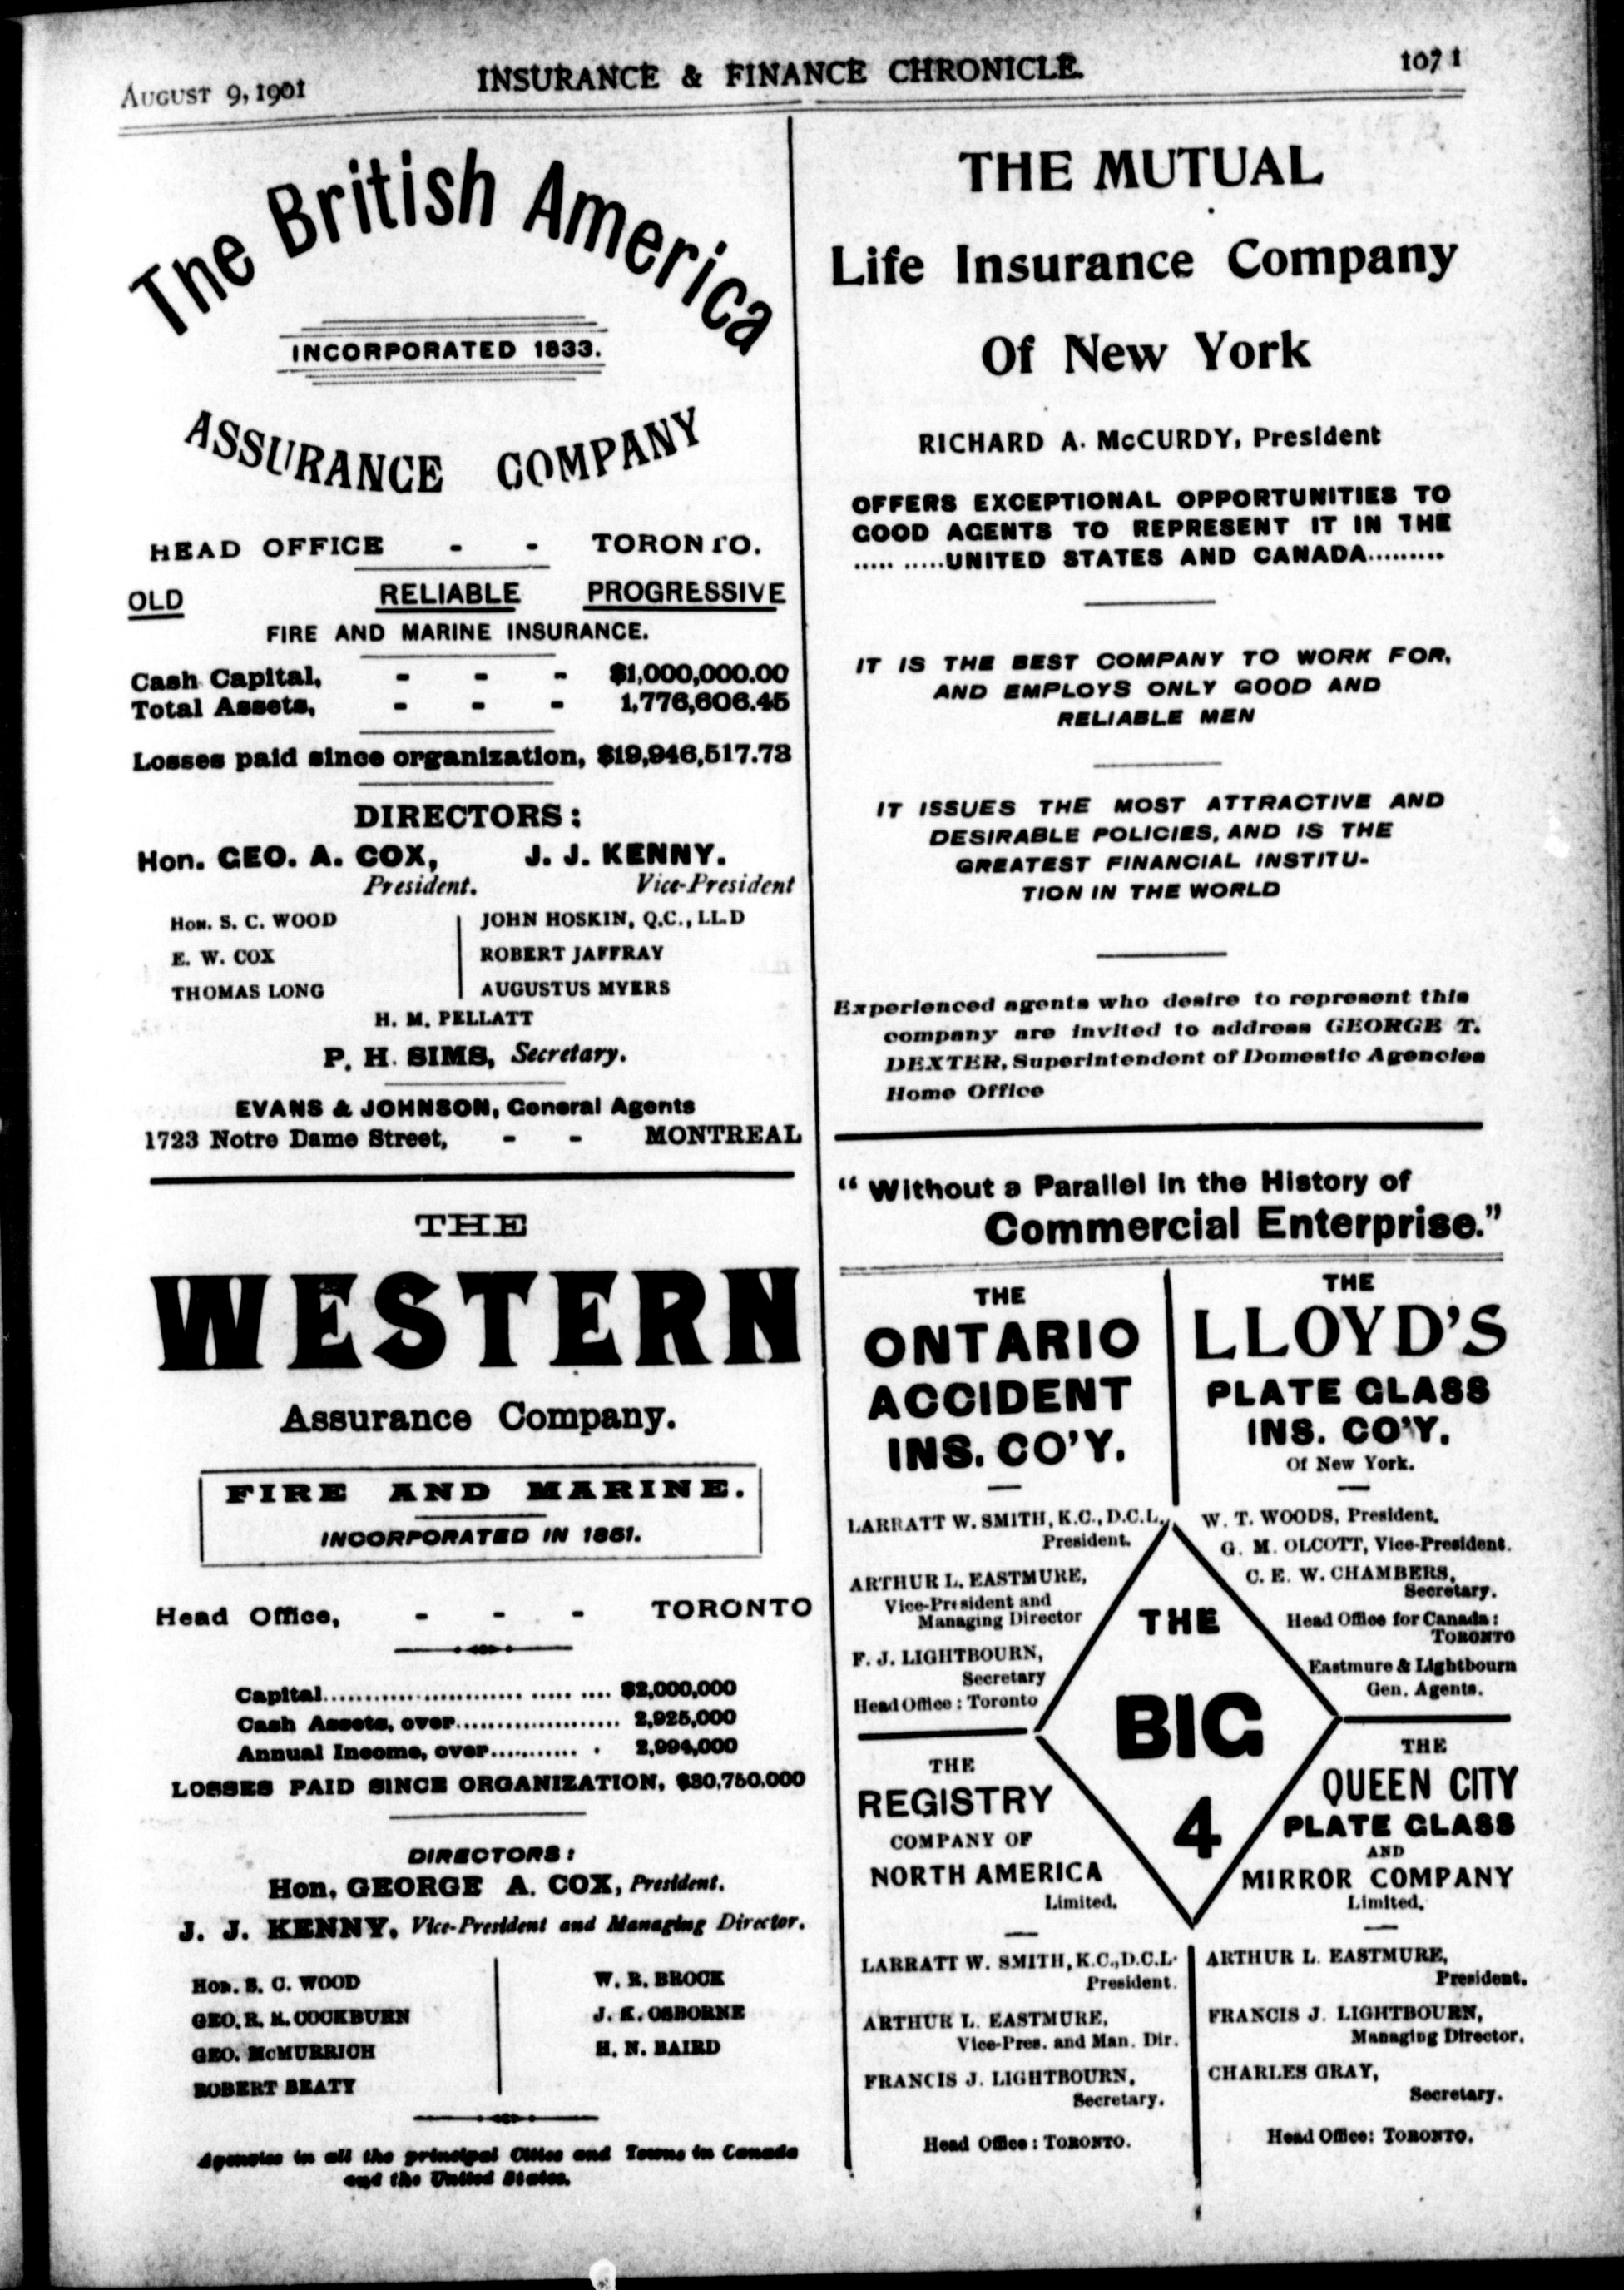 AUGUST 9, 1901 INSURANCE & FINANCE CHRONICLE. 1071
The British America
INCORPORATED 1833.
ASSURANCE COMPANY
HEAD OFFICE - - TORONTO.
OLD RELIABLE PROGRESSIVE
FIRE AND MARINE INSURANCE.
Cash Capital, - - - $1,000,000.00
Total Assets, - - - 1,776,606.45
Losses paid since organization, $19,946,517.73
DIRECTORS:
Hon. GEO. A. COX, J. J. KENNY.
President. Vice-President
HON. S. C. WOOD JOHN HOSKIN, Q.C., LL.D
E. W. COX ROBERT JAFFRAY
THOMAS LONG AUGUSTUS MYERS
H. M. PELLATT
P. H. SIMS, Secretary.
EVANS & JOHNSON, General Agents
1723 Notre Dame Street, - - MONTREAL
THE
WESTERN
Assurance Company.
FIRE AND MARINE.
INCORPORATED IN 1851.
Head Office, - - - TORONTO
Capital.......................... ..... .... $2,000,000
Cash Assets, over.................... 2,925,000
Annual Income, over........... . 2,994,000
LOSSES PAID SINCE ORGANIZATION, $30,750,000
DIRECTORS:
Hon. GEORGE A. COX, President.
J. J. KENNY, Vice-President and Managing Director.
HON. S. C. WOOD W. R. BROCK
GEO. R. R. COCKBURN J. K. OSBORNE
GEO. McMURRICH H. N. BAIRD
ROBERT BEATY
Agencies in all the principal Cities and Towns in Canada
and the United States.
THE MUTUAL
Life Insurance Company
Of New York
RICHARD A. McCURDY, President
OFFERS EXCEPTIONAL OPPORTUNITIES TO
GOOD AGENTS TO REPRESENT IT IN THE
..... .....UNITED STATES AND CANADA.........
IT IS THE BEST COMPANY TO WORK FOR,
AND EMPLOYS ONLY GOOD AND
RELIABLE MEN
IT ISSUES THE MOST ATTRACTIVE AND
DESIRABLE POLICIES, AND IS THE
GREATEST FINANCIAL INSTITU-
TION IN THE WORLD
Experienced agents who desire to represent this
company are invited to address GEORGE T.
DEXTER, Superintendent of Domestic Agencies
Home Office
"Without a Parallel in the History of
Commercial Enterprise."
THE
ONTARIO
ACCIDENT
INS. CO'Y.
LARRATT W. SMITH, K.C., D.C.L.,
President.
ARTHUR L. EASTMURE,
Vice-President and
Managing Director
F. J. LIGHTBOURN,
Secretary
Head Office: Toronto
THE
LLOYD'S
PLATE GLASS
INS. CO'Y.
Of New York.
W. T. WOODS, President.
G. M. OLCOTT, Vice-President.
C. E. W. CHAMBERS,
Secretary.
Head Office for Canada:
TORONTO
Eastmure & Lightbourn
Gen. Agents.
THE
BIG
4
THE
REGISTRY
COMPANY OF
NORTH AMERICA
Limited.
LARRATT W. SMITH, K.C., D.C.L.
President.
ARTHUR L. EASTMURE,
Vice-Pres. and Man. Dir.
FRANCIS J. LIGHTBOURN,
Secretary.
Head Office: TORONTO.
THE
QUEEN CITY
PLATE GLASS
AND
MIRROR COMPANY
Limited.
ARTHUR L. EASTMURE,
President.
FRANCIS J. LIGHTBOURN,
Managing Director.
CHARLES GRAY,
Secretary.
Head Office: TORONTO.